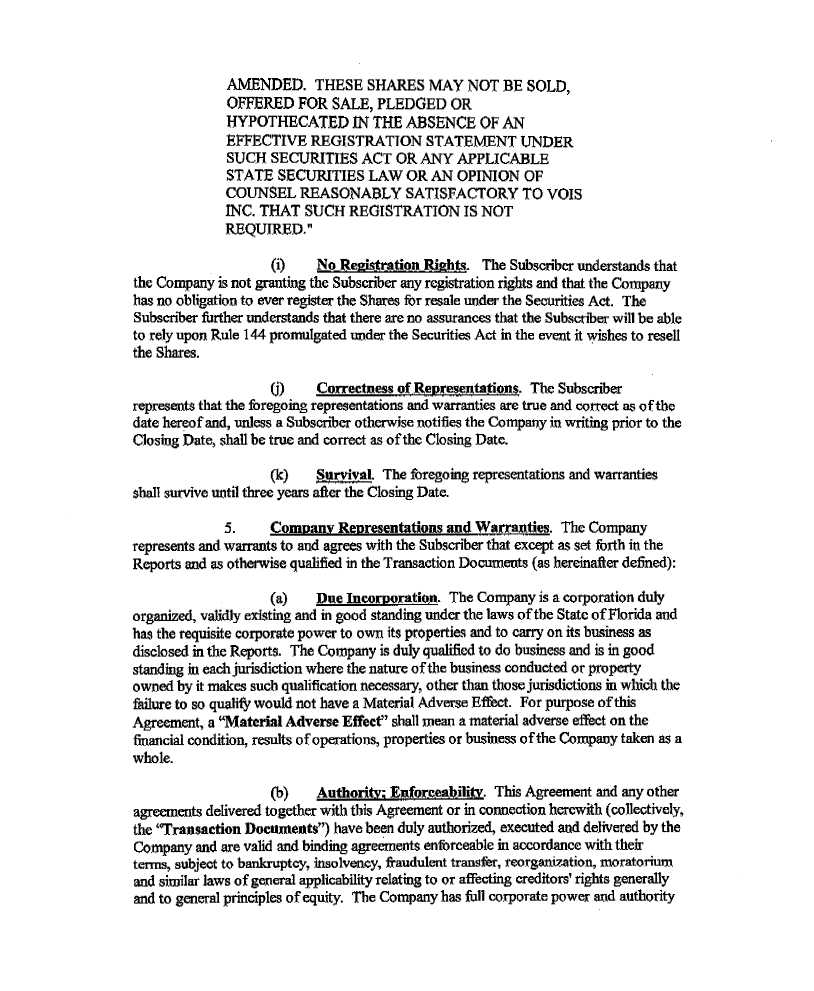 AMENDED. THESE SHARES MAY NOT BE SOLD,
OFFERED FOR SALE, PLEDGED OR
HYPOTHECATED IN THE ABSENCE OF AN
EFFECTIVE REGISTRATION STATEMENT UNDER
SUCH SECURITIES ACT OR ANY APPLICABLE
STATE SECURITIES LAW OR AN OPINION OF
COUNSEL REASONABLY SATISFACTORY TO VOIS
INC. THAT SUCH REGISTRATION IS NOT
REQUIRED."
(i) No Registration Rights. The Subscriber understands that
the Company is not granting the Subscriber any registration rights and that the Company
has no obligation to ever register the Shares for resale under the Securities Act. The
Subscriber further understands that there are no assurances that the Subscriber will be able
to rely upon Rule 144 promulgated under the Securities Act in the event it wishes to resell
the Shares.
(j) Correctness of Representations. The Subscriber
represents that the foregoing representations and warranties are true and correct as of the
date hereof and, unless a Subscriber otherwise notifies the Company in writing prior to the
Closing Date, shall be true and correct as of the Closing Date.
(k) Survival. The foregoing representations and warranties
shall survive until three years after the Closing Date.
5. Company Representations and Warranties. The Company
represents and warrants to and agrees with the Subscriber that except as set forth in the
Reports and as otherwise qualified in the Transaction Documents (as hereinafter defined):
(a) Due Incorporation. The Company is a corporation duly
organized, validly existing and in good standing under the laws of the State of Florida and
has the requisite corporate power to own its properties and to carry on its business as
disclosed in the Reports. The Company is duly qualified to do business and is in good
standing in each jurisdiction where the nature of the business conducted or property
owned by it makes such qualification necessary, other than those jurisdictions in which the
failure to so qualify would not have a Material Adverse Effect. For purpose of this
Agreement, a “Material Adverse Effect” shall mean a material adverse effect on the
financial condition, results of operations, properties or business of the Company taken as a
whole.
(b) Authority; Enforceability. This Agreement and any other
agreements delivered together with this Agreement or in connection herewith (collectively,
the “Transaction Documents”) have been duly authorized, executed and delivered by the
Company and are valid and binding agreements enforceable in accordance with their
terms, subject to bankruptcy, insolvency, fraudulent transfer, reorganization, moratorium
and similar laws of general applicability relating to or affecting creditors' rights generally
and to general principles of equity. The Company has full corporate power and authority